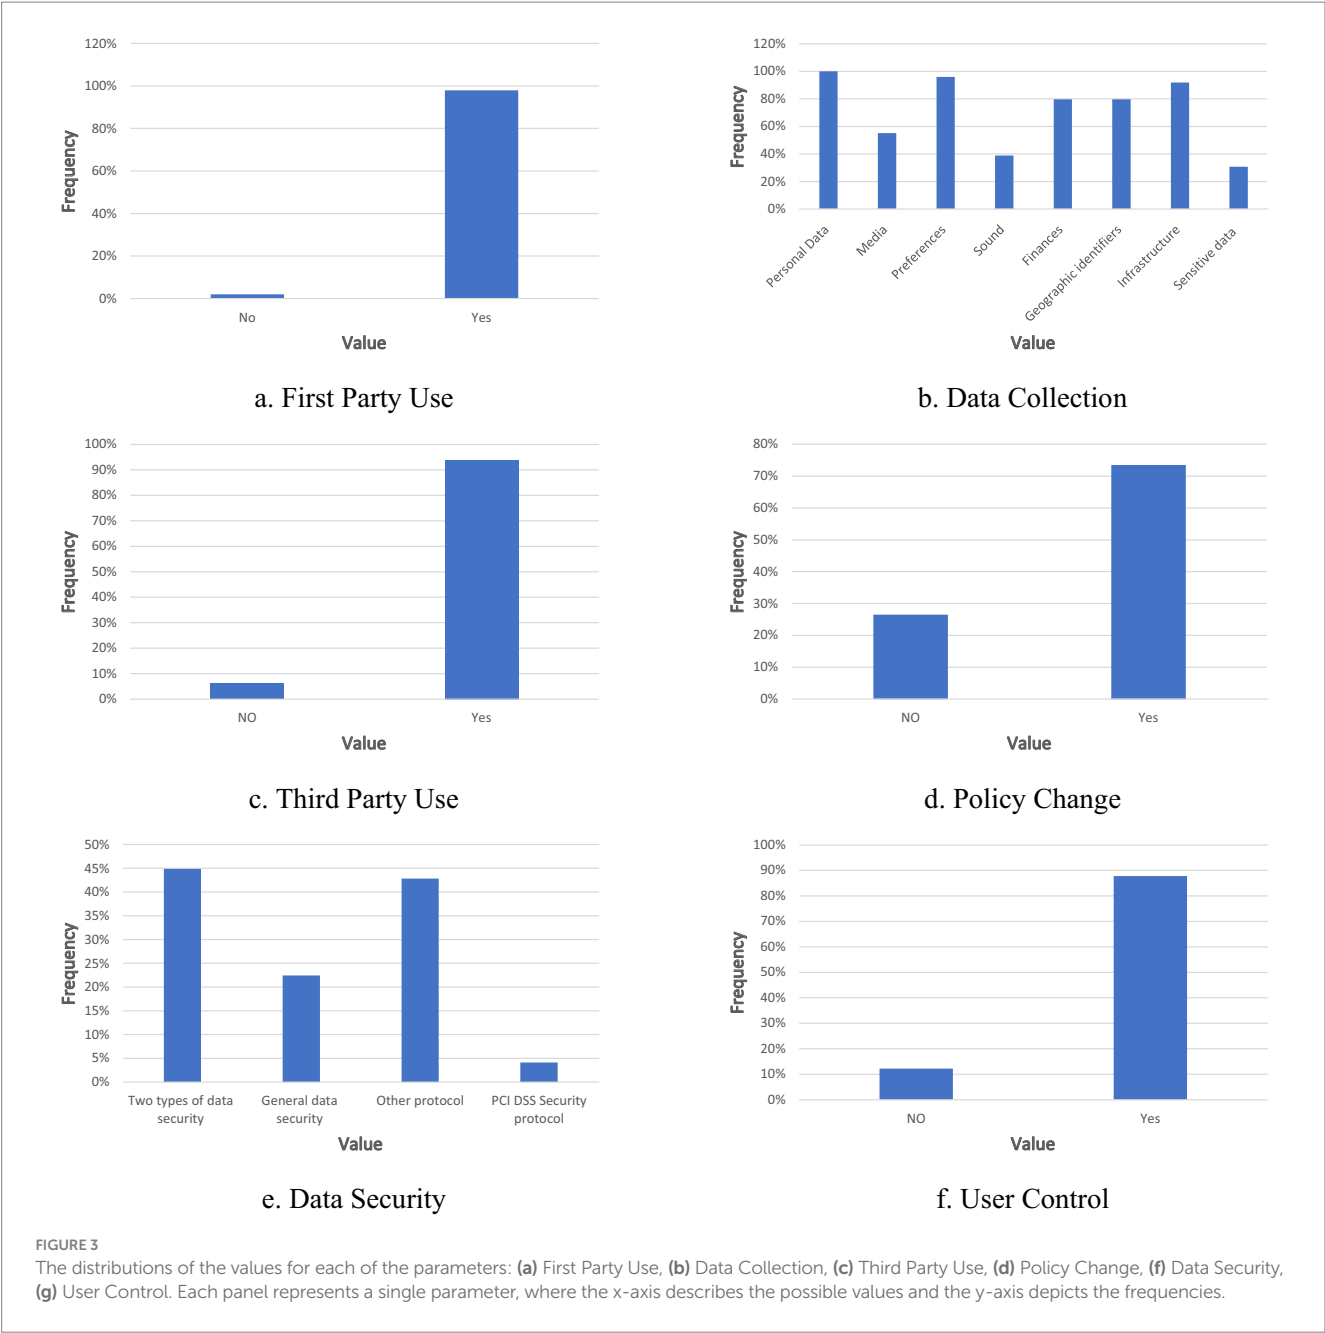 120%
100%
80%
60%
40%
20%
0%
Frequency
No
Yes
Value
a. First Party Use
120%
100%
80%
60%
40%
20%
0%
Frequency
Personal Data
Media
Preferences
Sound
Finances
Geographic identifiers
Infrastructure
Sensitive data
Value
b. Data Collection
100%
90%
80%
70%
60%
50%
40%
30%
20%
10%
0%
Frequency
NO
Yes
Value
c. Third Party Use
80%
70%
60%
50%
40%
30%
20%
10%
0%
Frequency
NO
Yes
Value
d. Policy Change
50%
45%
40%
35%
30%
25%
20%
15%
10%
5%
0%
Frequency
Two types of data
security
General data
security
Other protocol
PCI DSS Security
protocol
Value
e. Data Security
100%
90%
80%
70%
60%
50%
40%
30%
20%
10%
0%
Frequency
NO
Yes
Value
f. User Control
FIGURE 3
The distributions of the values for each of the parameters: (a) First Party Use, (b) Data Collection, (c) Third Party Use, (d) Policy Change, (f) Data Security,
(g) User Control. Each panel represents a single parameter, where the x-axis describes the possible values and the y-axis depicts the frequencies.